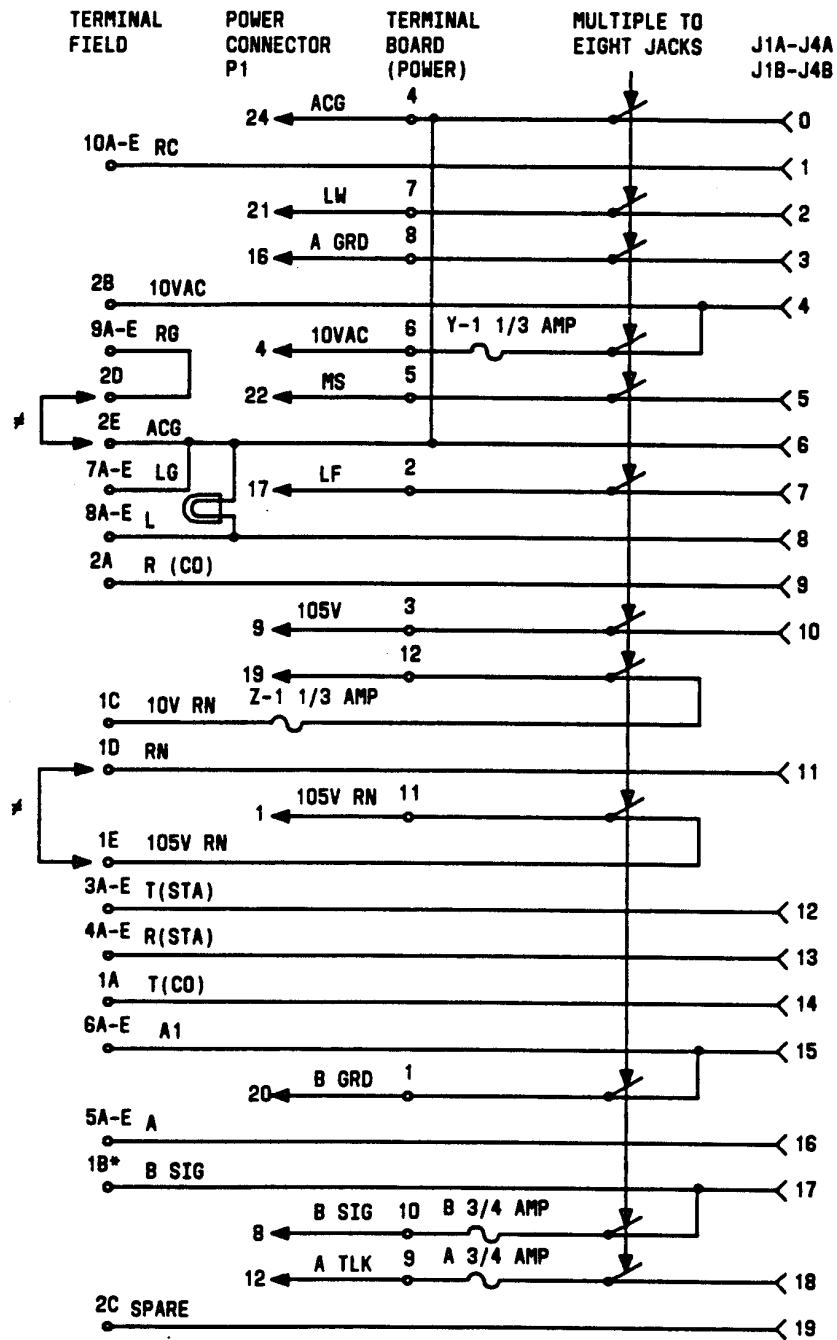 TERMINAL FIELD POWER CONNECTOR P1 TERMINAL BOARD (POWER) MULTIPLE TO EIGHT JACKS J1A-J4A J1B-J4B
24 ACG 4 0
10A-E RC 1
21 LW 7 2
16 A GRD 8 3
2B 10VAC 4
9A-E RG 4 10VAC 6 Y-1 1/3 AMP
2D 22 MS 5 5
≠
2E ACG 6
7A-E LG 17 LF 2 7
8A-E L 8
2A R (CO) 9
9 105V 3 10
19 12
1C 10V RN Z-1 1/3 AMP
1D RN 11
≠
1 105V RN 11
1E 105V RN
3A-E T(STA) 12
4A-E R(STA) 13
1A T(CO) 14
6A-E A1 15
20 B GRD 1
5A-E A 16
1B* B SIG 17
8 B SIG 10 B 3/4 AMP
12 A TLK 9 A 3/4 AMP 18
2C SPARE 19